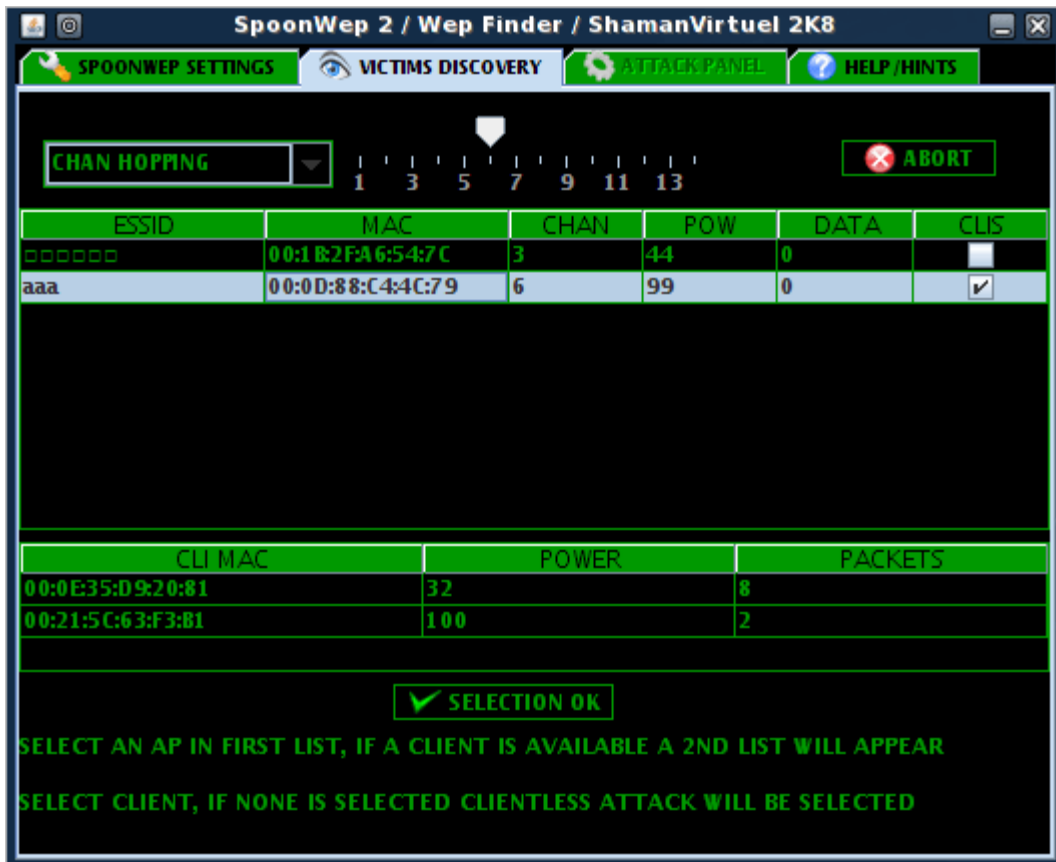 SpoonWep 2 / Wep Finder / ShamanVirtuel 2K8
SPOONWEP SETTINGS VICTIMS DISCOVERY ATTACK PANEL HELP/HINTS
CHAN HOPPING ABORT
1 3 5 7 9 11 13
ESSID MAC CHAN POW DATA CLIS
□□□□□□ 00:1B:2F:A6:54:7C 3 44 0
aaa 00:0D:88:C4:4C:79 6 99 0
CLI MAC POWER PACKETS
00:0E:35:D9:20:81 32 8
00:21:5C:63:F3:B1 100 2
SELECTION OK
SELECT AN AP IN FIRST LIST, IF A CLIENT IS AVAILABLE A 2ND LIST WILL APPEAR
SELECT CLIENT, IF NONE IS SELECTED CLIENTLESS ATTACK WILL BE SELECTED